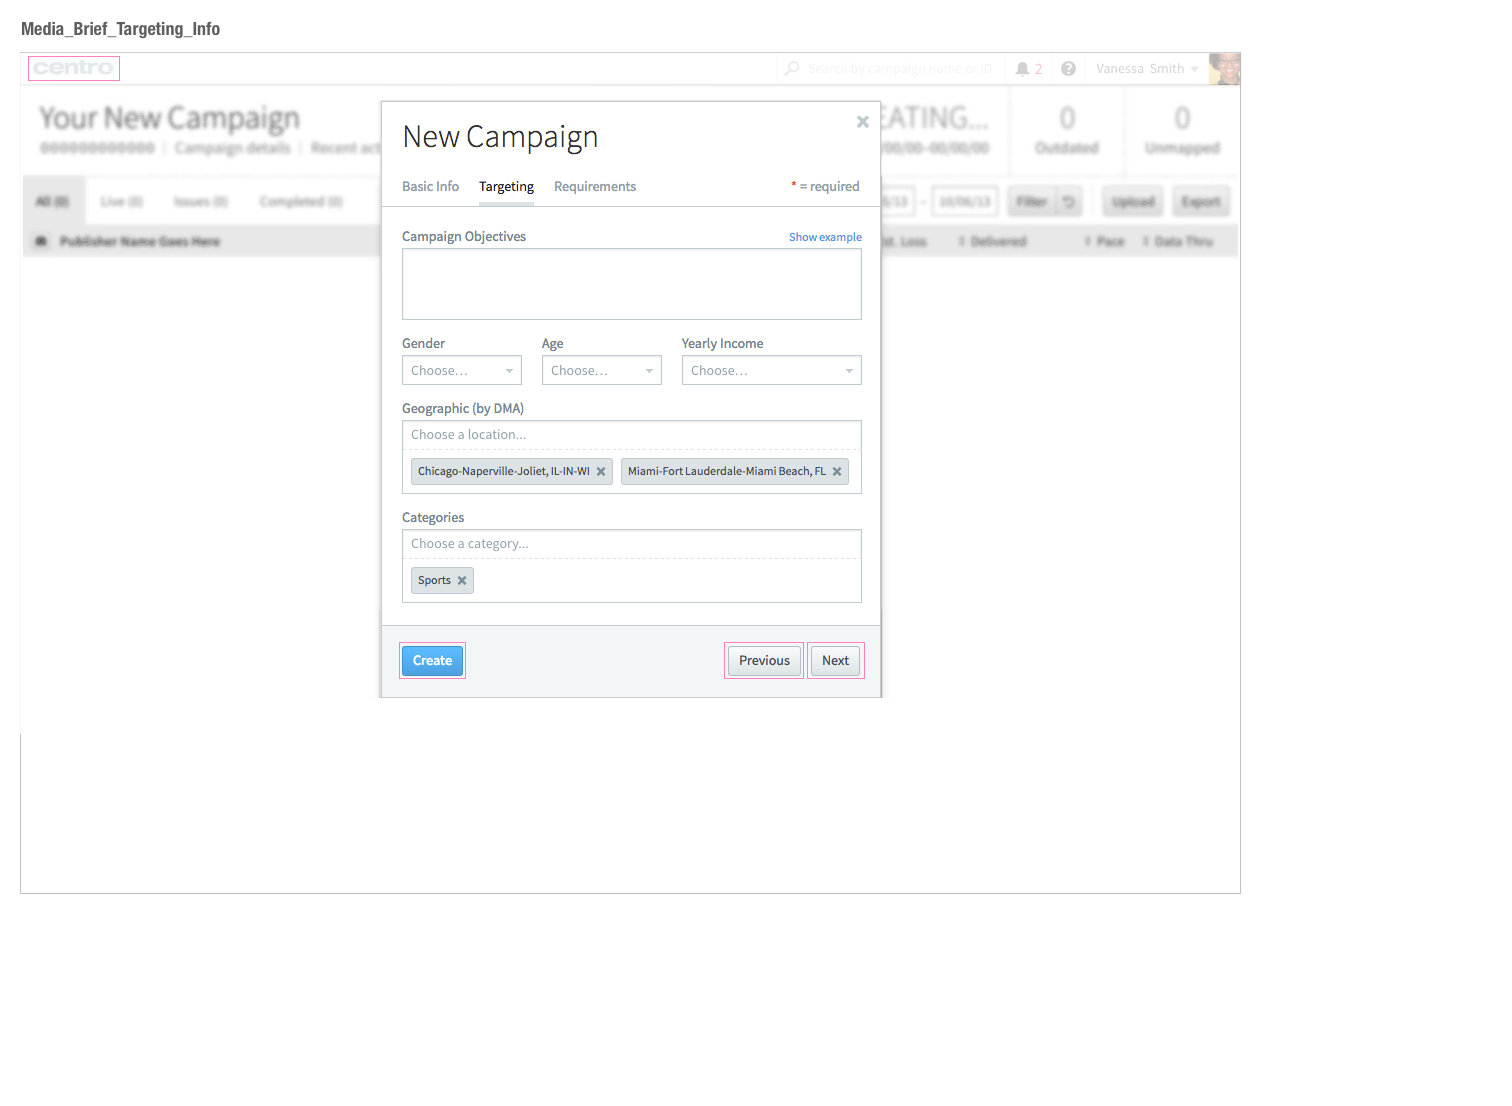 Media_Brief_Targeting_Info
centro
Search by campaign name or ID
2
Vanessa Smith
Your New Campaign
EATING...
0
0
000000000000 | Campaign details | Recent act
/00/00–00/00/00
Outdated
Unmapped
All (0)
Live (0)
Issues (0)
Completed (0)
/13 - 10/06/13
Filter
Upload
Export
Publisher Name Goes Here
st. Loss
Delivered
Pace
Data Thru
New Campaign
Basic Info
Targeting
Requirements
* = required
Campaign Objectives
Show example
Gender
Age
Yearly Income
Choose...
Choose...
Choose...
Geographic (by DMA)
Choose a location...
Chicago-Naperville-Joliet, IL-IN-WI
Miami-Fort Lauderdale-Miami Beach, FL
Categories
Choose a category...
Sports
Create
Previous
Next